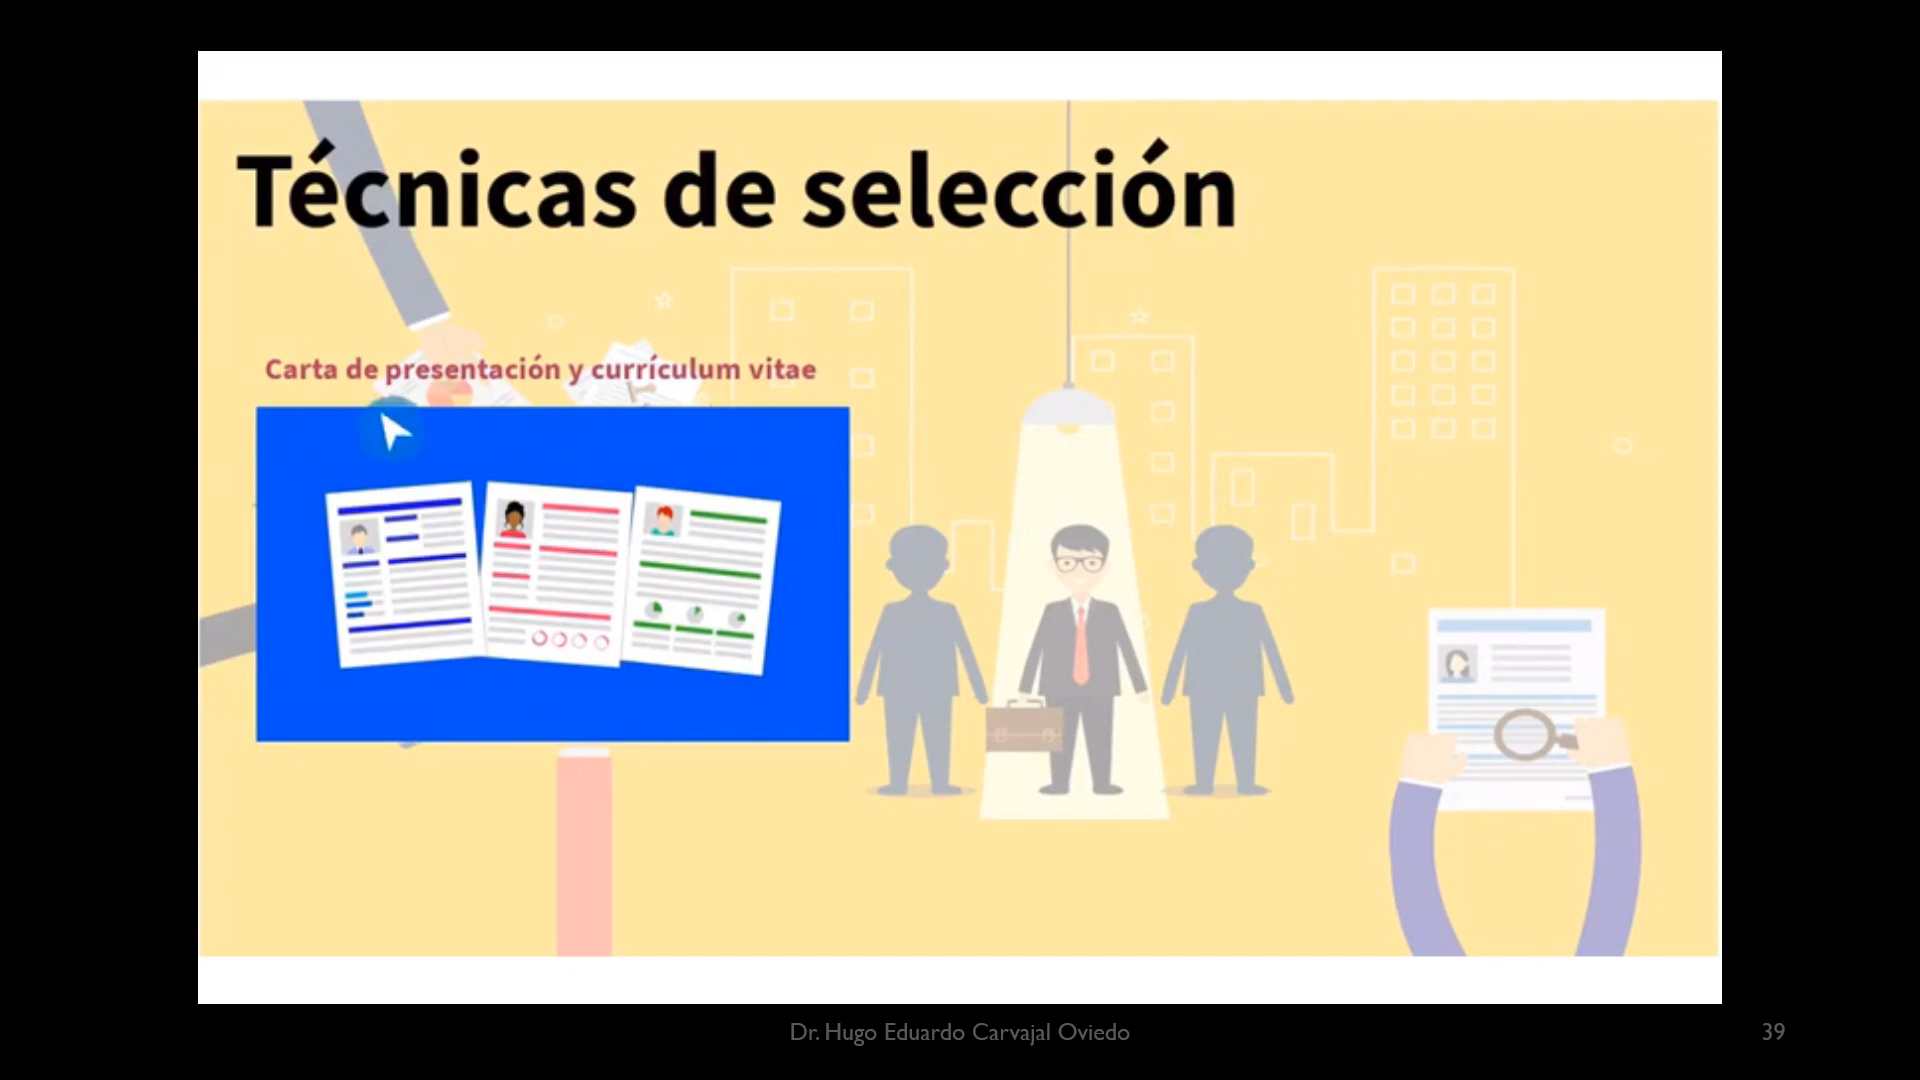 Técnicas de selección
Carta de presentación y currículum vitae
Dr. Hugo Eduardo Carvajal Oviedo
39